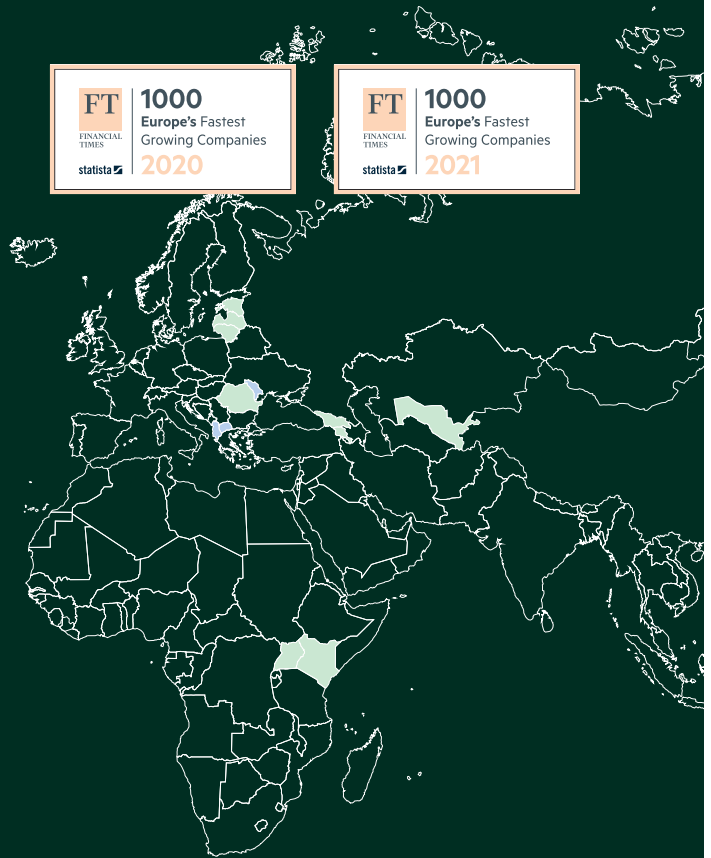 FT
FINANCIAL
TIMES
statista
1000
Europe's Fastest
Growing Companies
2020
FT
FINANCIAL
TIMES
statista
1000
Europe's Fastest
Growing Companies
2021